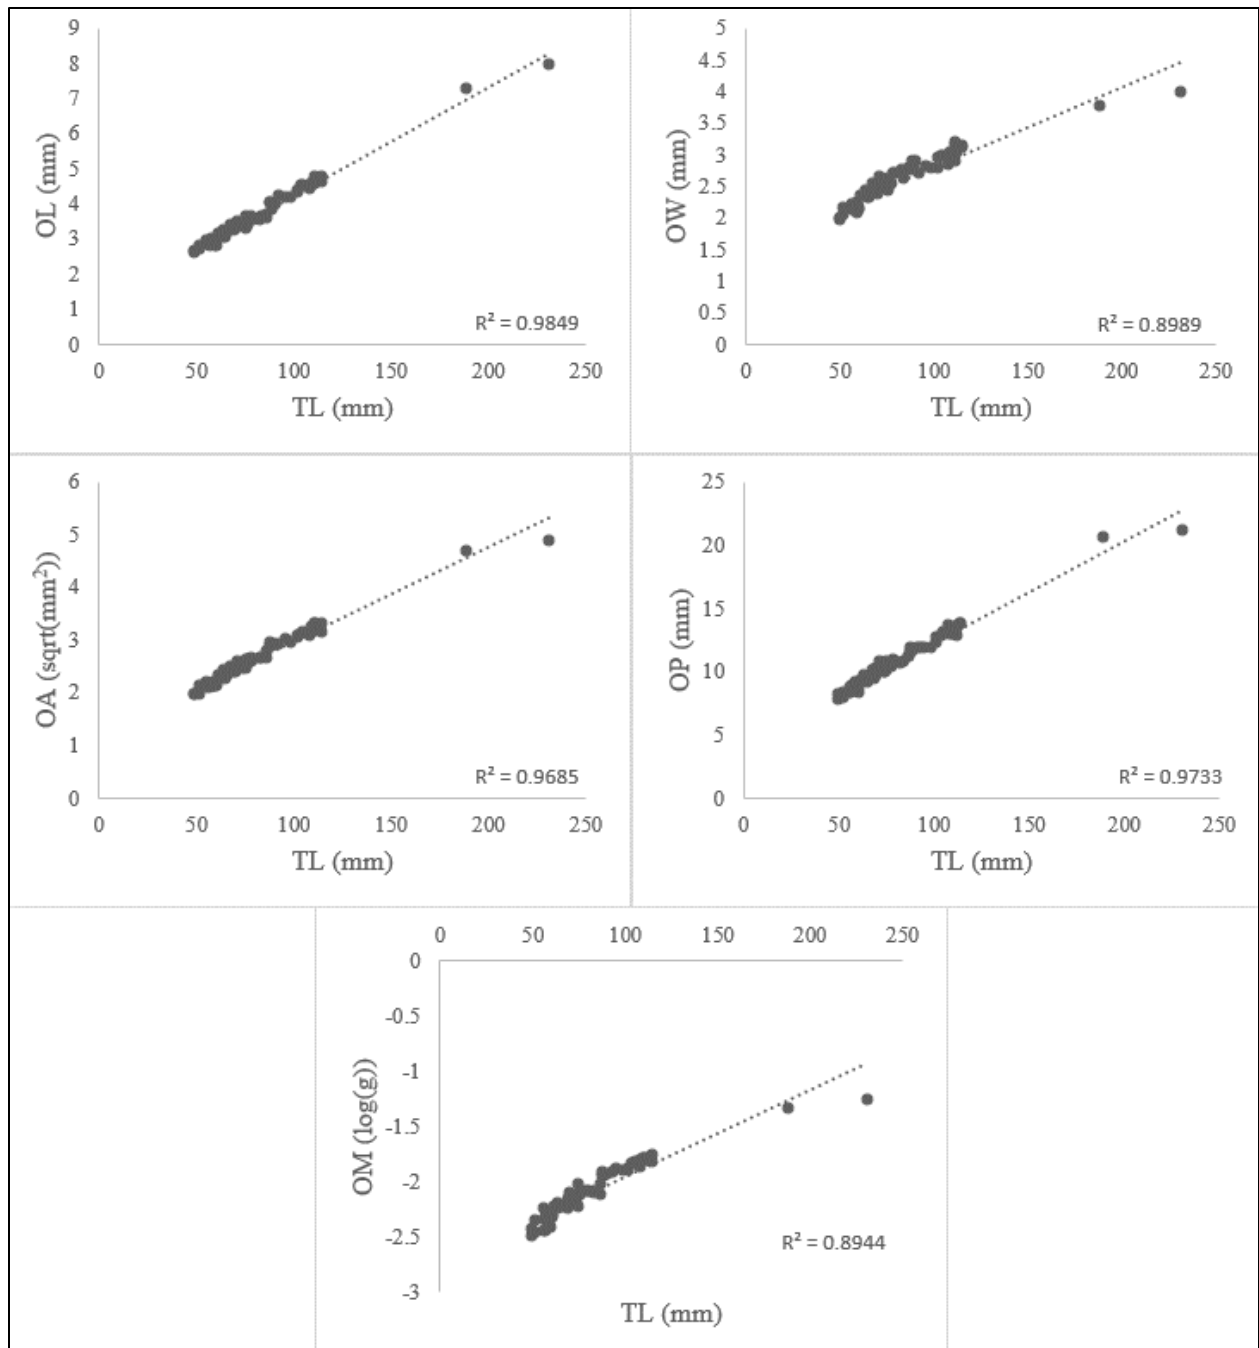 9
8
7
6
5
4
3
2
1
0
OL (mm)
R² = 0.9849
0 50 100 150 200 250
TL (mm)
5
4.5
4
3.5
3
2.5
2
1.5
1
0.5
0
OW (mm)
R² = 0.8989
0 50 100 150 200 250
TL (mm)
6
5
4
3
2
1
0
OA (sqrt(mm²))
R² = 0.9685
0 50 100 150 200 250
TL (mm)
25
20
15
10
5
0
OP (mm)
R² = 0.9733
0 50 100 150 200 250
TL (mm)
0 50 100 150 200 250
0
-0.5
-1
-1.5
-2
-2.5
-3
OM (log(g))
R² = 0.8944
TL (mm)